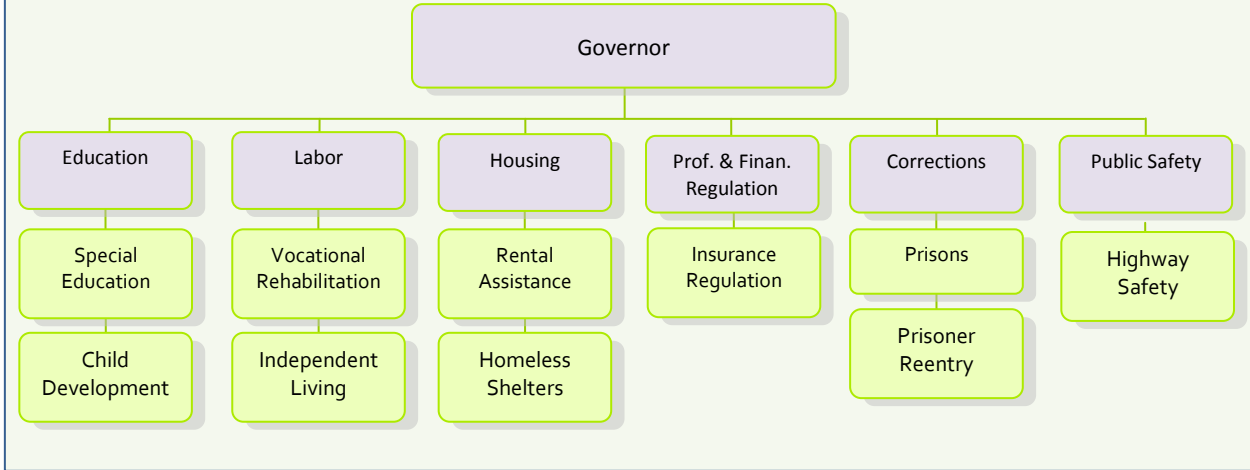 Governor
Education
Labor
Housing
Prof. & Finan.
Regulation
Corrections
Public Safety
Special
Education
Vocational
Rehabilitation
Rental
Assistance
Insurance
Regulation
Prisons
Highway
Safety
Child
Development
Independent
Living
Homeless
Shelters
Prisoner
Reentry